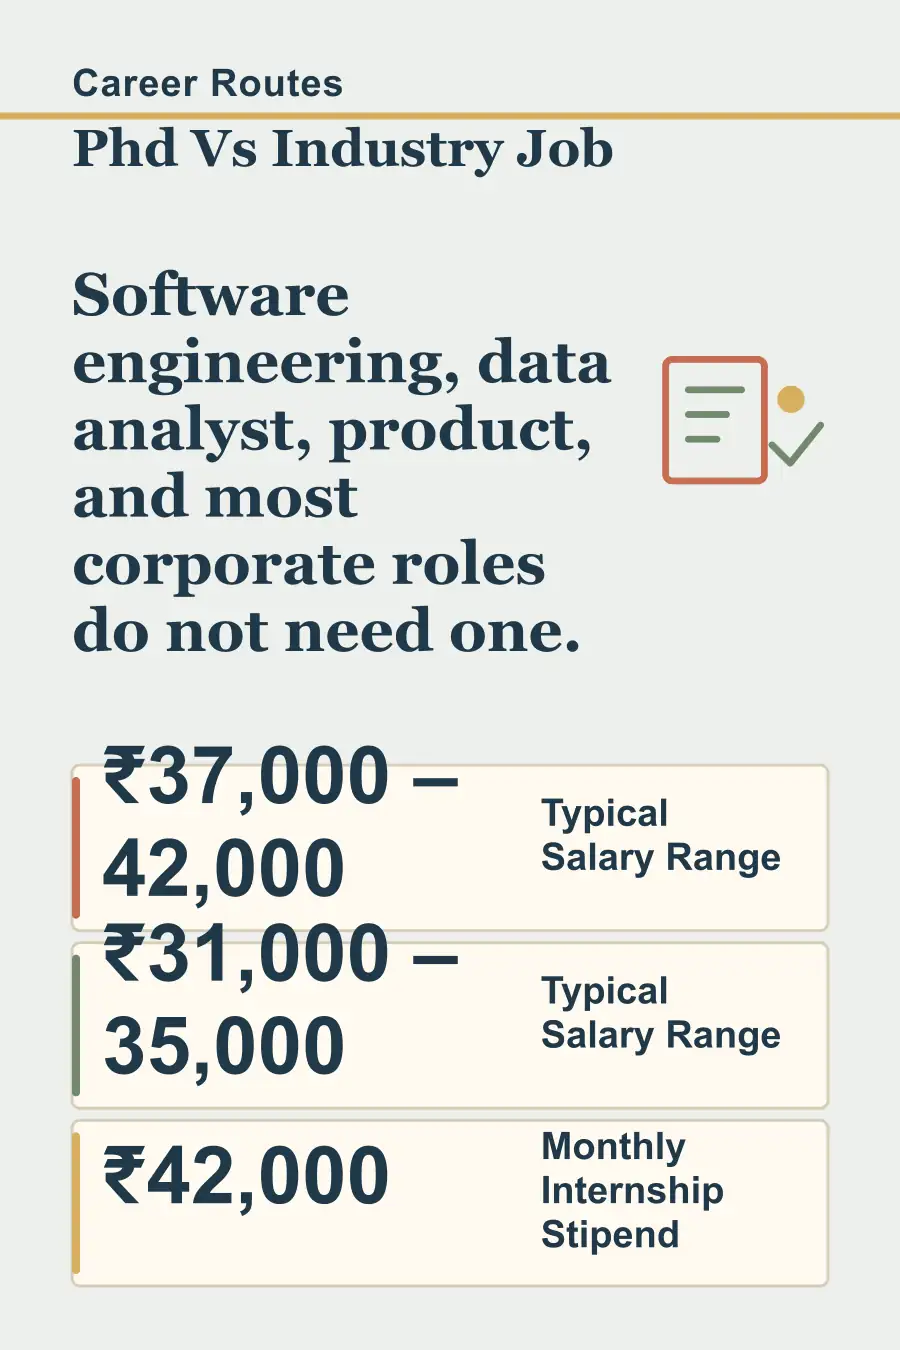 Career Routes
Phd Vs Industry Job
Software
engineering, data
analyst, product,
and most
corporate roles
do not need one.
₹37,000 –
42,000
Typical
Salary Range
₹31,000 –
35,000
Typical
Salary Range
₹42,000
Monthly
Internship
Stipend